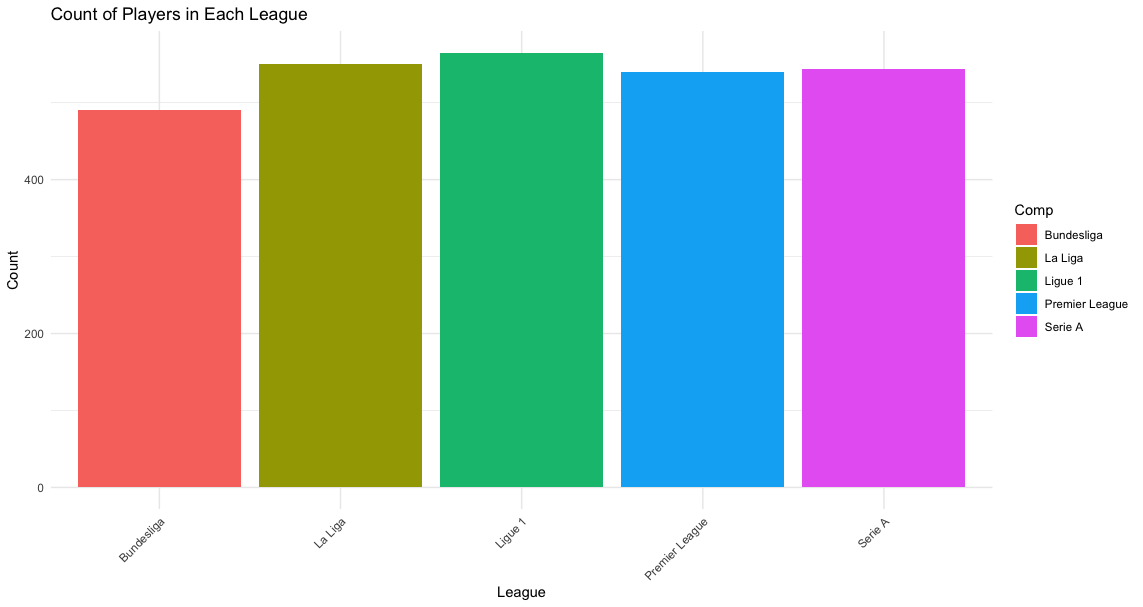 Count of Players in Each League
Count
400
200
0
Bundesliga
La Liga
Ligue 1
Premier League
Serie A
League
Comp
Bundesliga
La Liga
Ligue 1
Premier League
Serie A